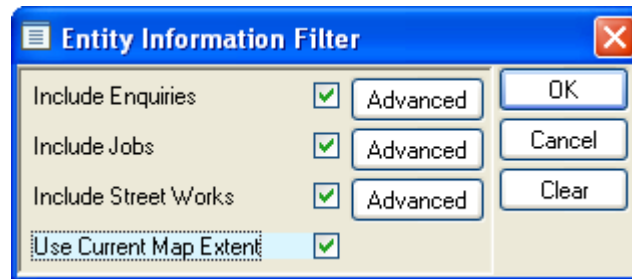 Entity Information Filter
Include Enquiries Advanced OK
Include Jobs Advanced Cancel
Include Street Works Advanced Clear
Use Current Map Extent